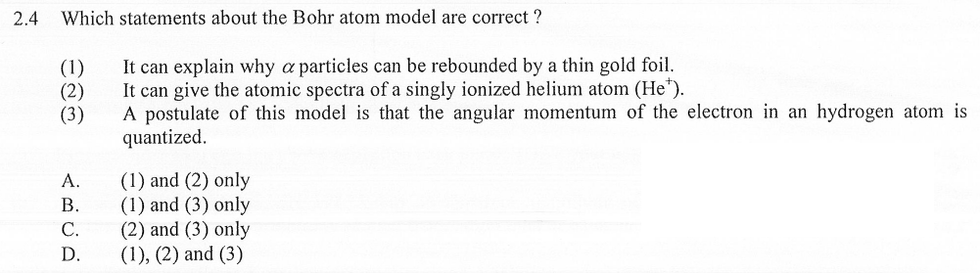 2.4 Which statements about the Bohr atom model are correct ?
(1) It can explain why α particles can be rebounded by a thin gold foil.
(2) It can give the atomic spectra of a singly ionized helium atom (He⁺).
(3) A postulate of this model is that the angular momentum of the electron in an hydrogen atom is
quantized.
A. (1) and (2) only
B. (1) and (3) only
C. (2) and (3) only
D. (1), (2) and (3)